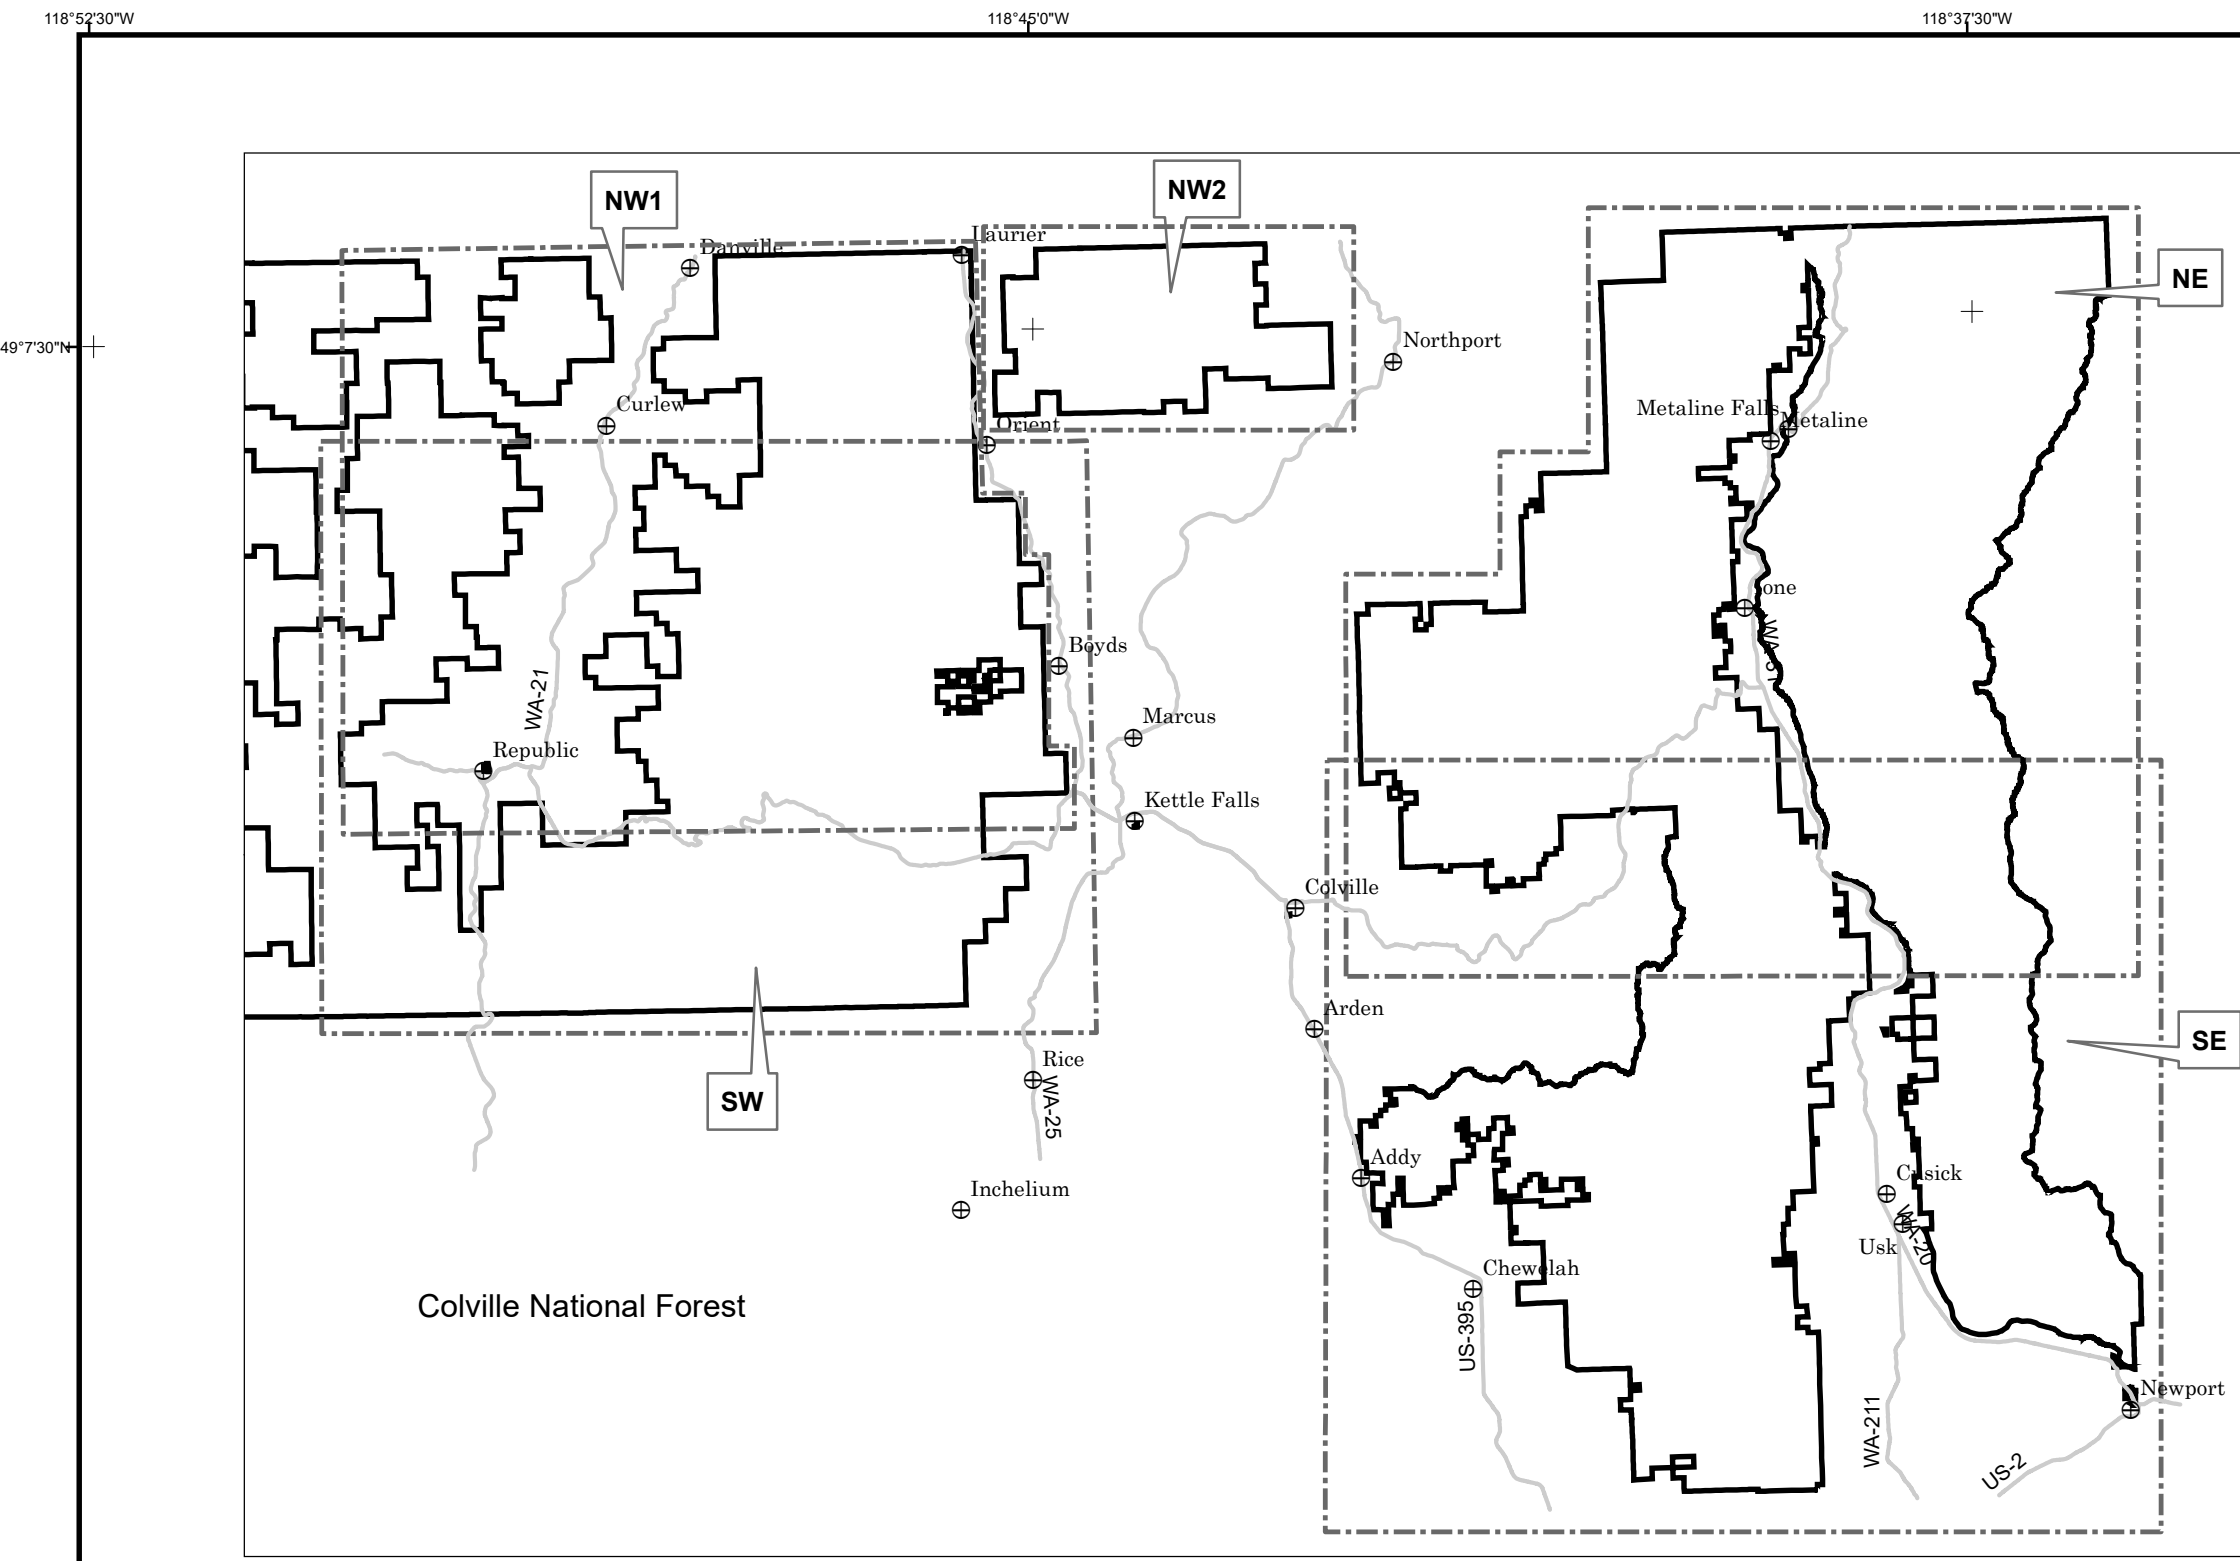 118°52'30"W
118°45'0"W
118°37'30"W
49°7'30"N
NW1
NW2
NE
SE
SW
Danville
Laurier
Northport
Curlew
Orient
Metaline Falls
Metaline
Ione
WA-31
Boyds
WA-21
Marcus
Republic
Kettle Falls
Colville
Arden
Rice
WA-25
Addy
Inchelium
Cusick
WA-20
Usk
Chewelah
US-395
Colville National Forest
Newport
WA-211
US-2